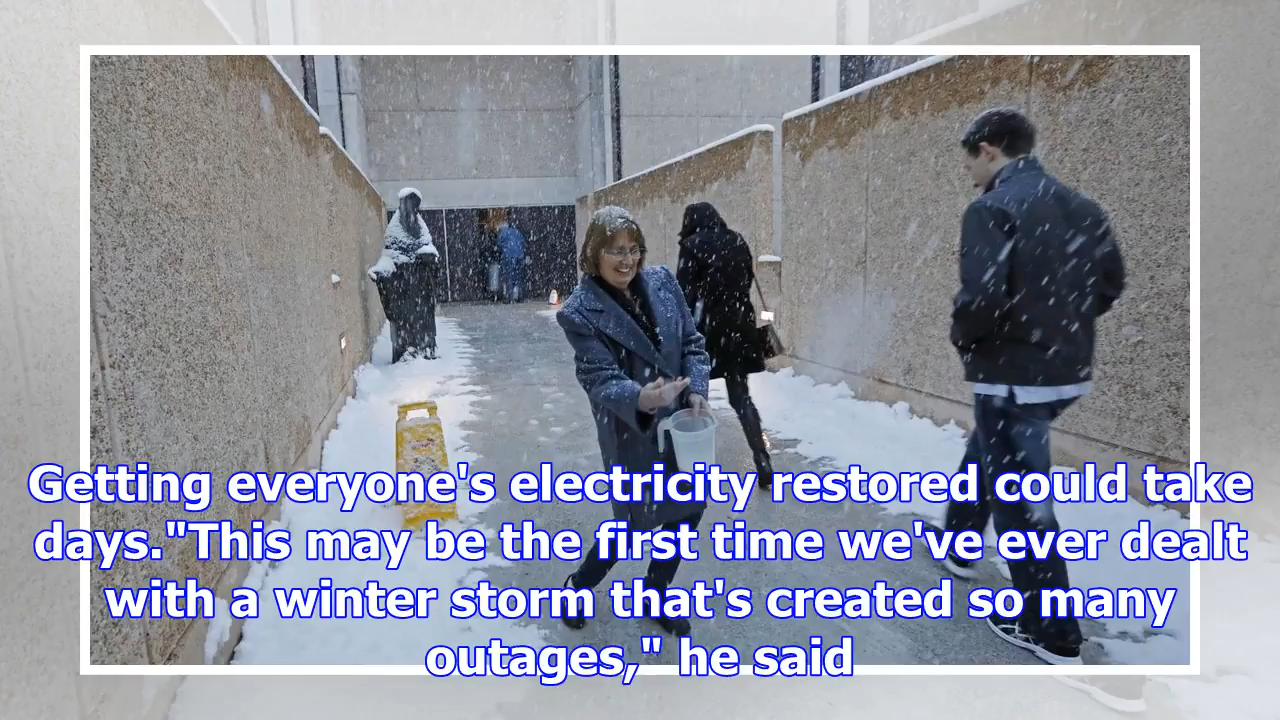 Getting everyone's electricity restored could take
days."This may be the first time we've ever dealt
with a winter storm that's created so many
outages," he said